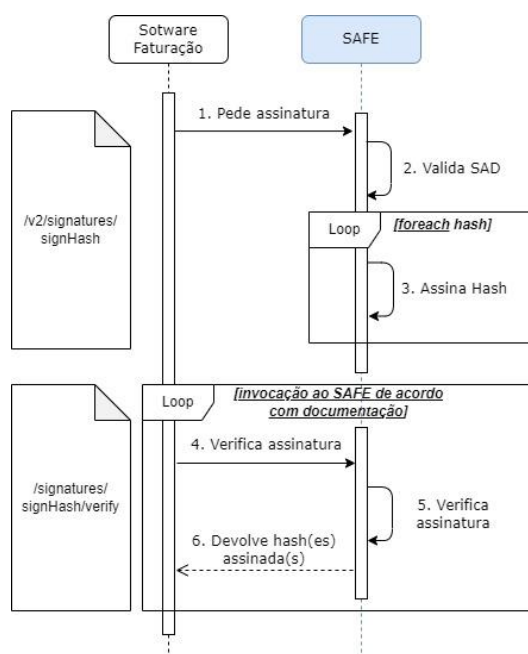 Sotware
Faturação
SAFE
1. Pede assinatura
2. Valida SAD
/v2/signatures/
signHash
Loop
[foreach hash]
3. Assina Hash
Loop
[invocação ao SAFE de acordo
com documentação]
4. Verifica assinatura
/signatures/
signHash/verify
5. Verifica
assinatura
6. Devolve hash(es)
assinada(s)